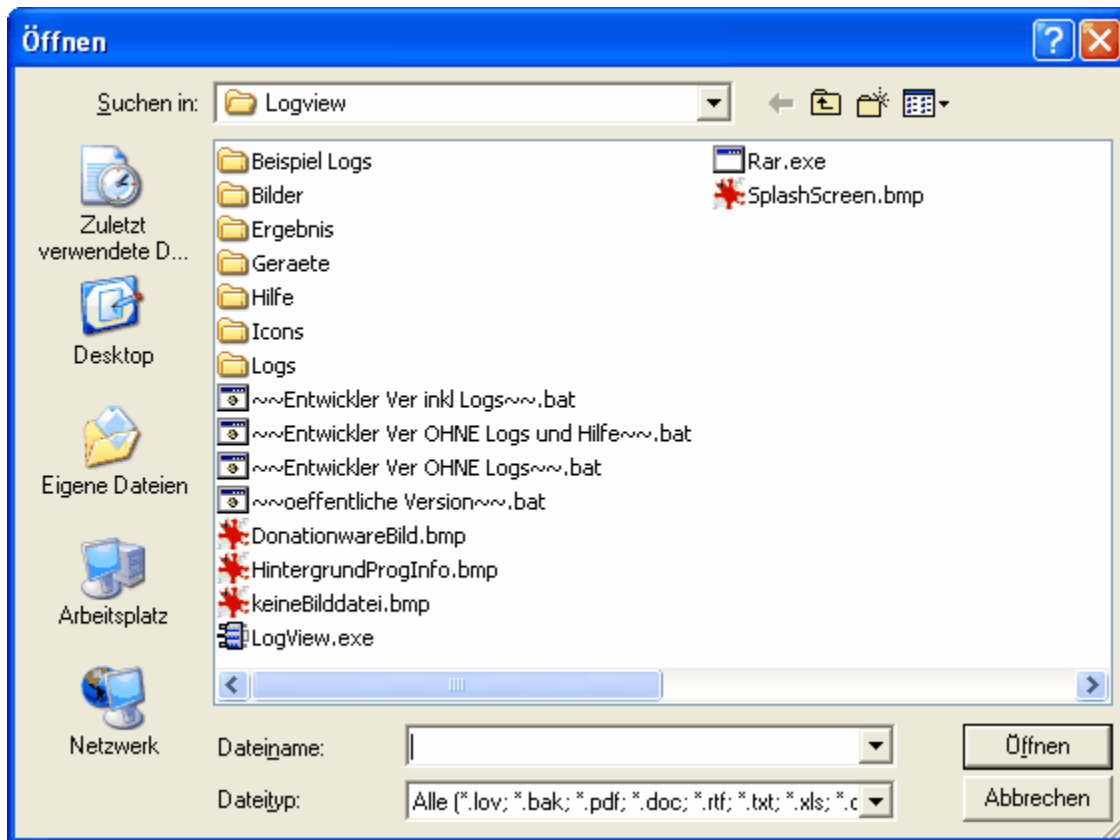 Öffnen
Suchen in:
Logview
Zuletzt
verwendete D...
Desktop
Eigene Dateien
Arbeitsplatz
Netzwerk
Beispiel Logs
Bilder
Ergebnis
Geraete
Hilfe
Icons
Logs
~~Entwickler Ver inkl Logs~~.bat
~~Entwickler Ver OHNE Logs und Hilfe~~.bat
~~Entwickler Ver OHNE Logs~~.bat
~~oeffentliche Version~~.bat
DonationwareBild.bmp
HintergrundProgInfo.bmp
keineBilddatei.bmp
LogView.exe
Rar.exe
SplashScreen.bmp
Dateiname:
Öffnen
Dateityp:
Alle (*.lov; *.bak; *.pdf; *.doc; *.rtf; *.txt; *.xls; *.c
Abbrechen